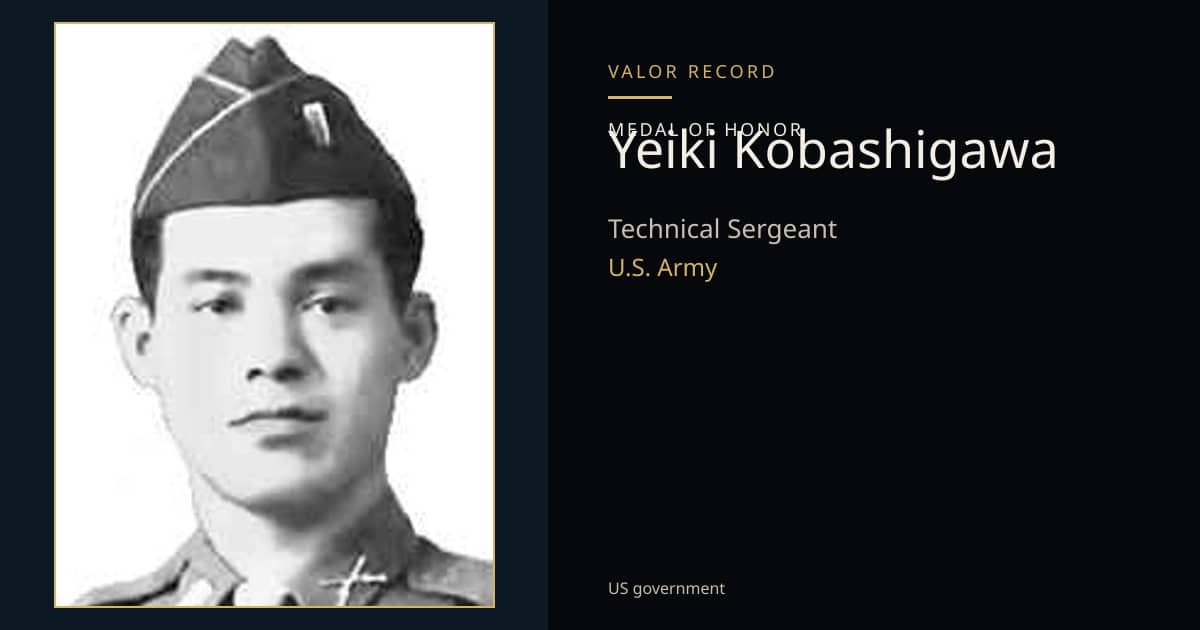 VALOR RECORD
MEDAL OF HONOR
Yeiki Kobashigawa
Technical Sergeant
U.S. Army
US government